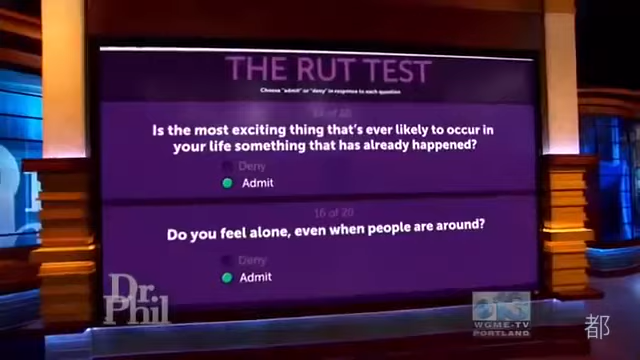 THE RUT TEST
Choose "admit" or "deny" in response to each question
Is the most exciting thing that's ever likely to occur in
your life something that has already happened?
Deny
Admit
16 of 20
Do you feel alone, even when people are around?
Deny
Admit
Dr.
Phil
WGME-TV
PORTLAND
都